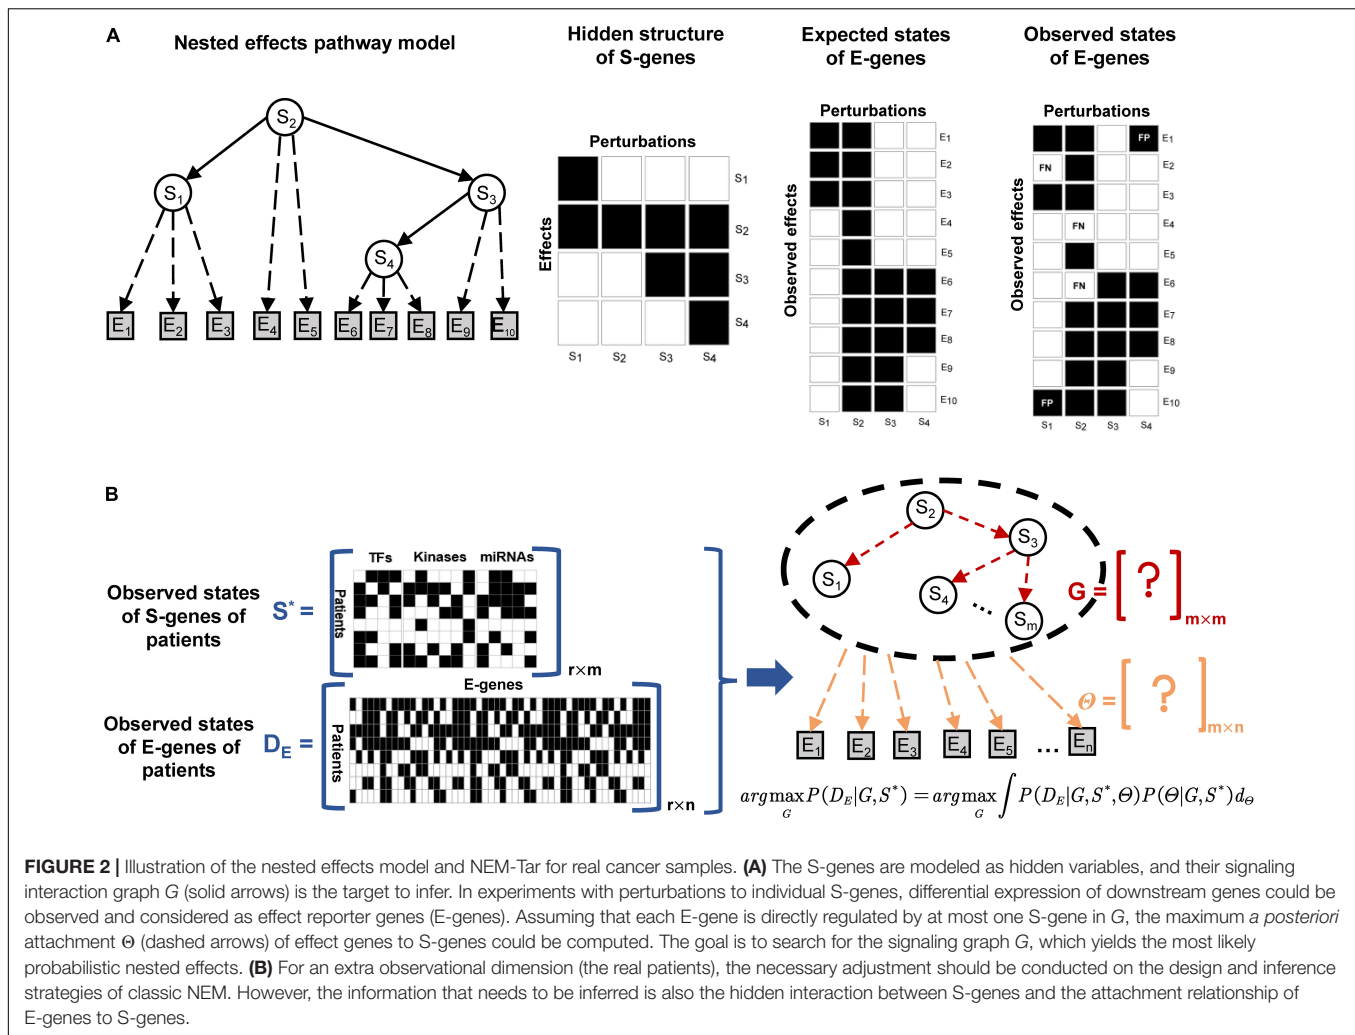 A
Nested effects pathway model
Hidden structure
of S-genes
Expected states
of E-genes
Observed states
of E-genes
S2
S1
S3
S4
E1 E2 E3 E4 E5 E6 E7 E8 E9 E10
Perturbations
Effects
S1
S2
S3
S4
S1 S2 S3 S4
Perturbations
Observed effects
E1
E2
E3
E4
E5
E6
E7
E8
E9
E10
S1 S2 S3 S4
Perturbations
Observed effects
FP E1
FN E2
E3
FN E4
E5
FN E6
E7
E8
E9
FP E10
S1 S2 S3 S4
B
Observed states
of S-genes of
patients
S* =
TFs Kinases miRNAs
Patients
r×m
Observed states
of E-genes of
patients
DE =
E-genes
Patients
r×n
S2
S3
S1
S4
...
Sm
G = [ ? ] m×m
Θ = [ ? ] m×n
E1 E2 E3 E4 E5 ... En
arg max G P(DE|G,S*) = arg max G ∫ P(DE|G,S*,Θ)P(Θ|G,S*)dΘ
FIGURE 2 | Illustration of the nested effects model and NEM-Tar for real cancer samples. (A) The S-genes are modeled as hidden variables, and their signaling
interaction graph G (solid arrows) is the target to infer. In experiments with perturbations to individual S-genes, differential expression of downstream genes could be
observed and considered as effect reporter genes (E-genes). Assuming that each E-gene is directly regulated by at most one S-gene in G, the maximum a posteriori
attachment Θ (dashed arrows) of effect genes to S-genes could be computed. The goal is to search for the signaling graph G, which yields the most likely
probabilistic nested effects. (B) For an extra observational dimension (the real patients), the necessary adjustment should be conducted on the design and inference
strategies of classic NEM. However, the information that needs to be inferred is also the hidden interaction between S-genes and the attachment relationship of
E-genes to S-genes.